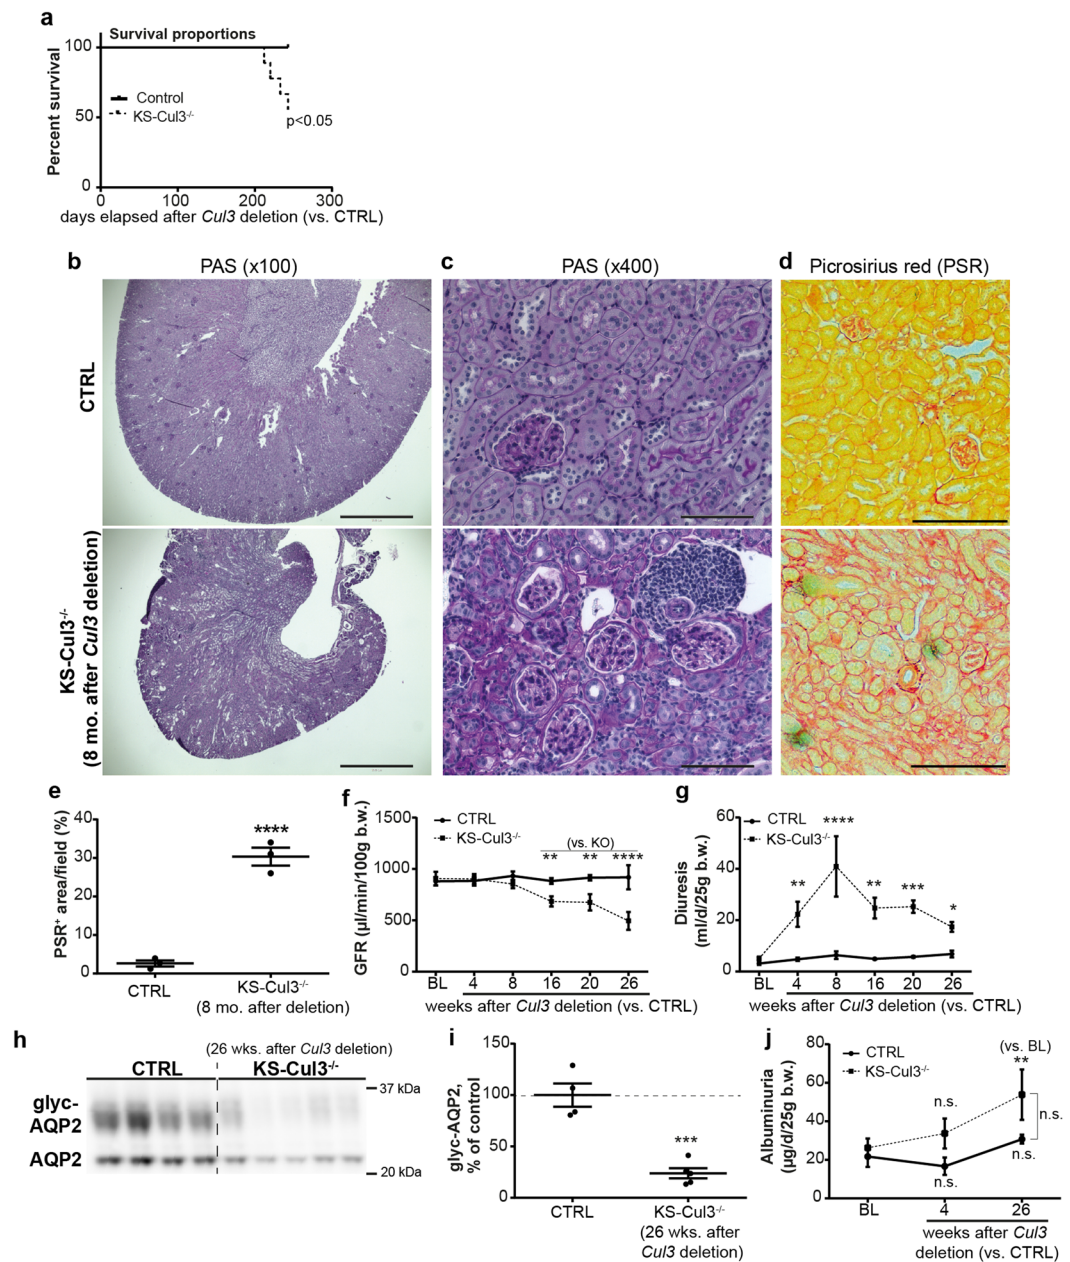 a
Survival proportions
Percent survival
100
50
0
Control
KS-Cul3-/-
p<0.05
0 100 200 300
days elapsed after Cul3 deletion (vs. CTRL)
b PAS (x100)
c PAS (x400)
d Picrosirius red (PSR)
CTRL
KS-Cul3-/-
(8 mo. after Cul3 deletion)
e
PSR+ area/field (%)
40
30
20
10
0
****
CTRL
KS-Cul3-/-
(8 mo. after deletion)
f
GFR (µl/min/100g b.w.)
1500
1000
500
0
CTRL
KS-Cul3-/-
(vs. KO)
** ** ****
BL 4 8 16 20 26
weeks after Cul3 deletion (vs. CTRL)
g
Diuresis
(ml/d/25g b.w.)
60
40
20
0
CTRL
KS-Cul3-/-
** **** ** *** *
BL 4 8 16 20 26
weeks after Cul3 deletion (vs. CTRL)
h
(26 wks. after Cul3 deletion)
CTRL KS-Cul3-/-
37 kDa
glyc-
AQP2
AQP2
20 kDa
i
glyc-AQP2,
% of control
150
100
50
0
***
CTRL
KS-Cul3-/-
(26 wks. after
Cul3 deletion)
j
Albuminuria
(µg/d/25g b.w.)
80
60
40
20
0
CTRL
KS-Cul3-/-
(vs. BL)
**
n.s.
n.s.
n.s.
n.s.
BL 4 26
weeks after Cul3
deletion (vs. CTRL)